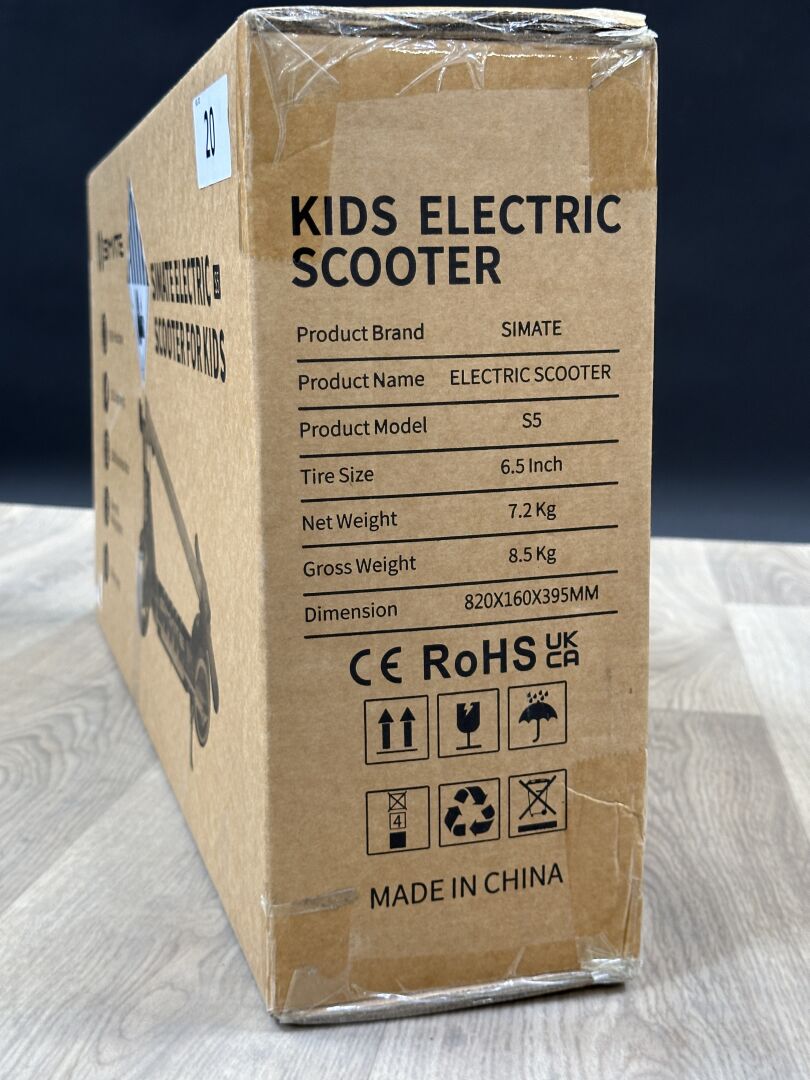 20
SIMATE ELECTRIC S5
SCOOTER FOR KIDS
KIDS ELECTRIC
SCOOTER
Product Brand SIMATE
Product Name ELECTRIC SCOOTER
Product Model S5
Tire Size 6.5 Inch
Net Weight 7.2 Kg
Gross Weight 8.5 Kg
Dimension 820X160X395MM
CE RoHS UK
CA
4
MADE IN CHINA